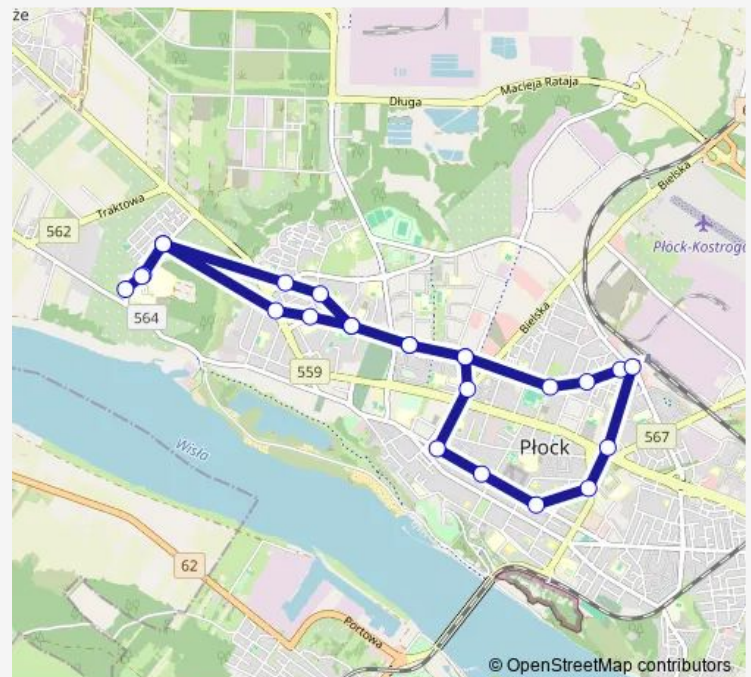 że
Długa
Macieja Rataja
Bielska
Traktowa
562
Płock-Kostrog
564
Bielska
559
Płock
567
Wisła
62
Portowa
© OpenStreetMap contributors